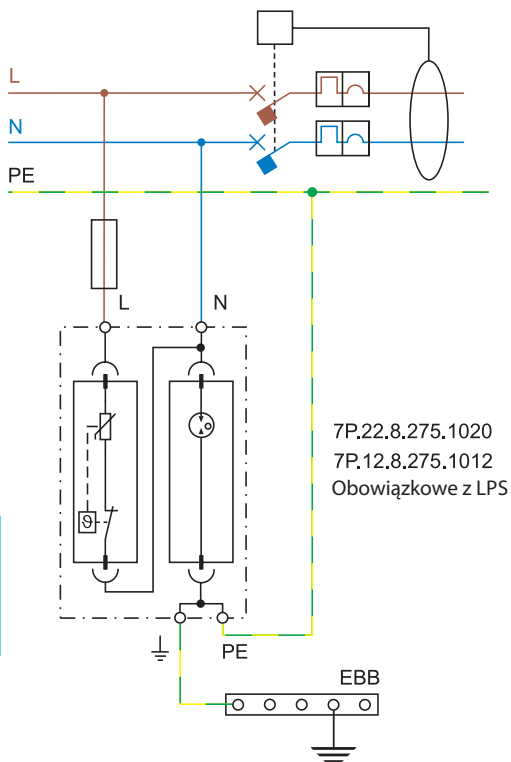 L
N
PE
L
N
7P.22.8.275.1020
7P.12.8.275.1012
Obowiązkowe z LPS
ϑ
PE
EBB